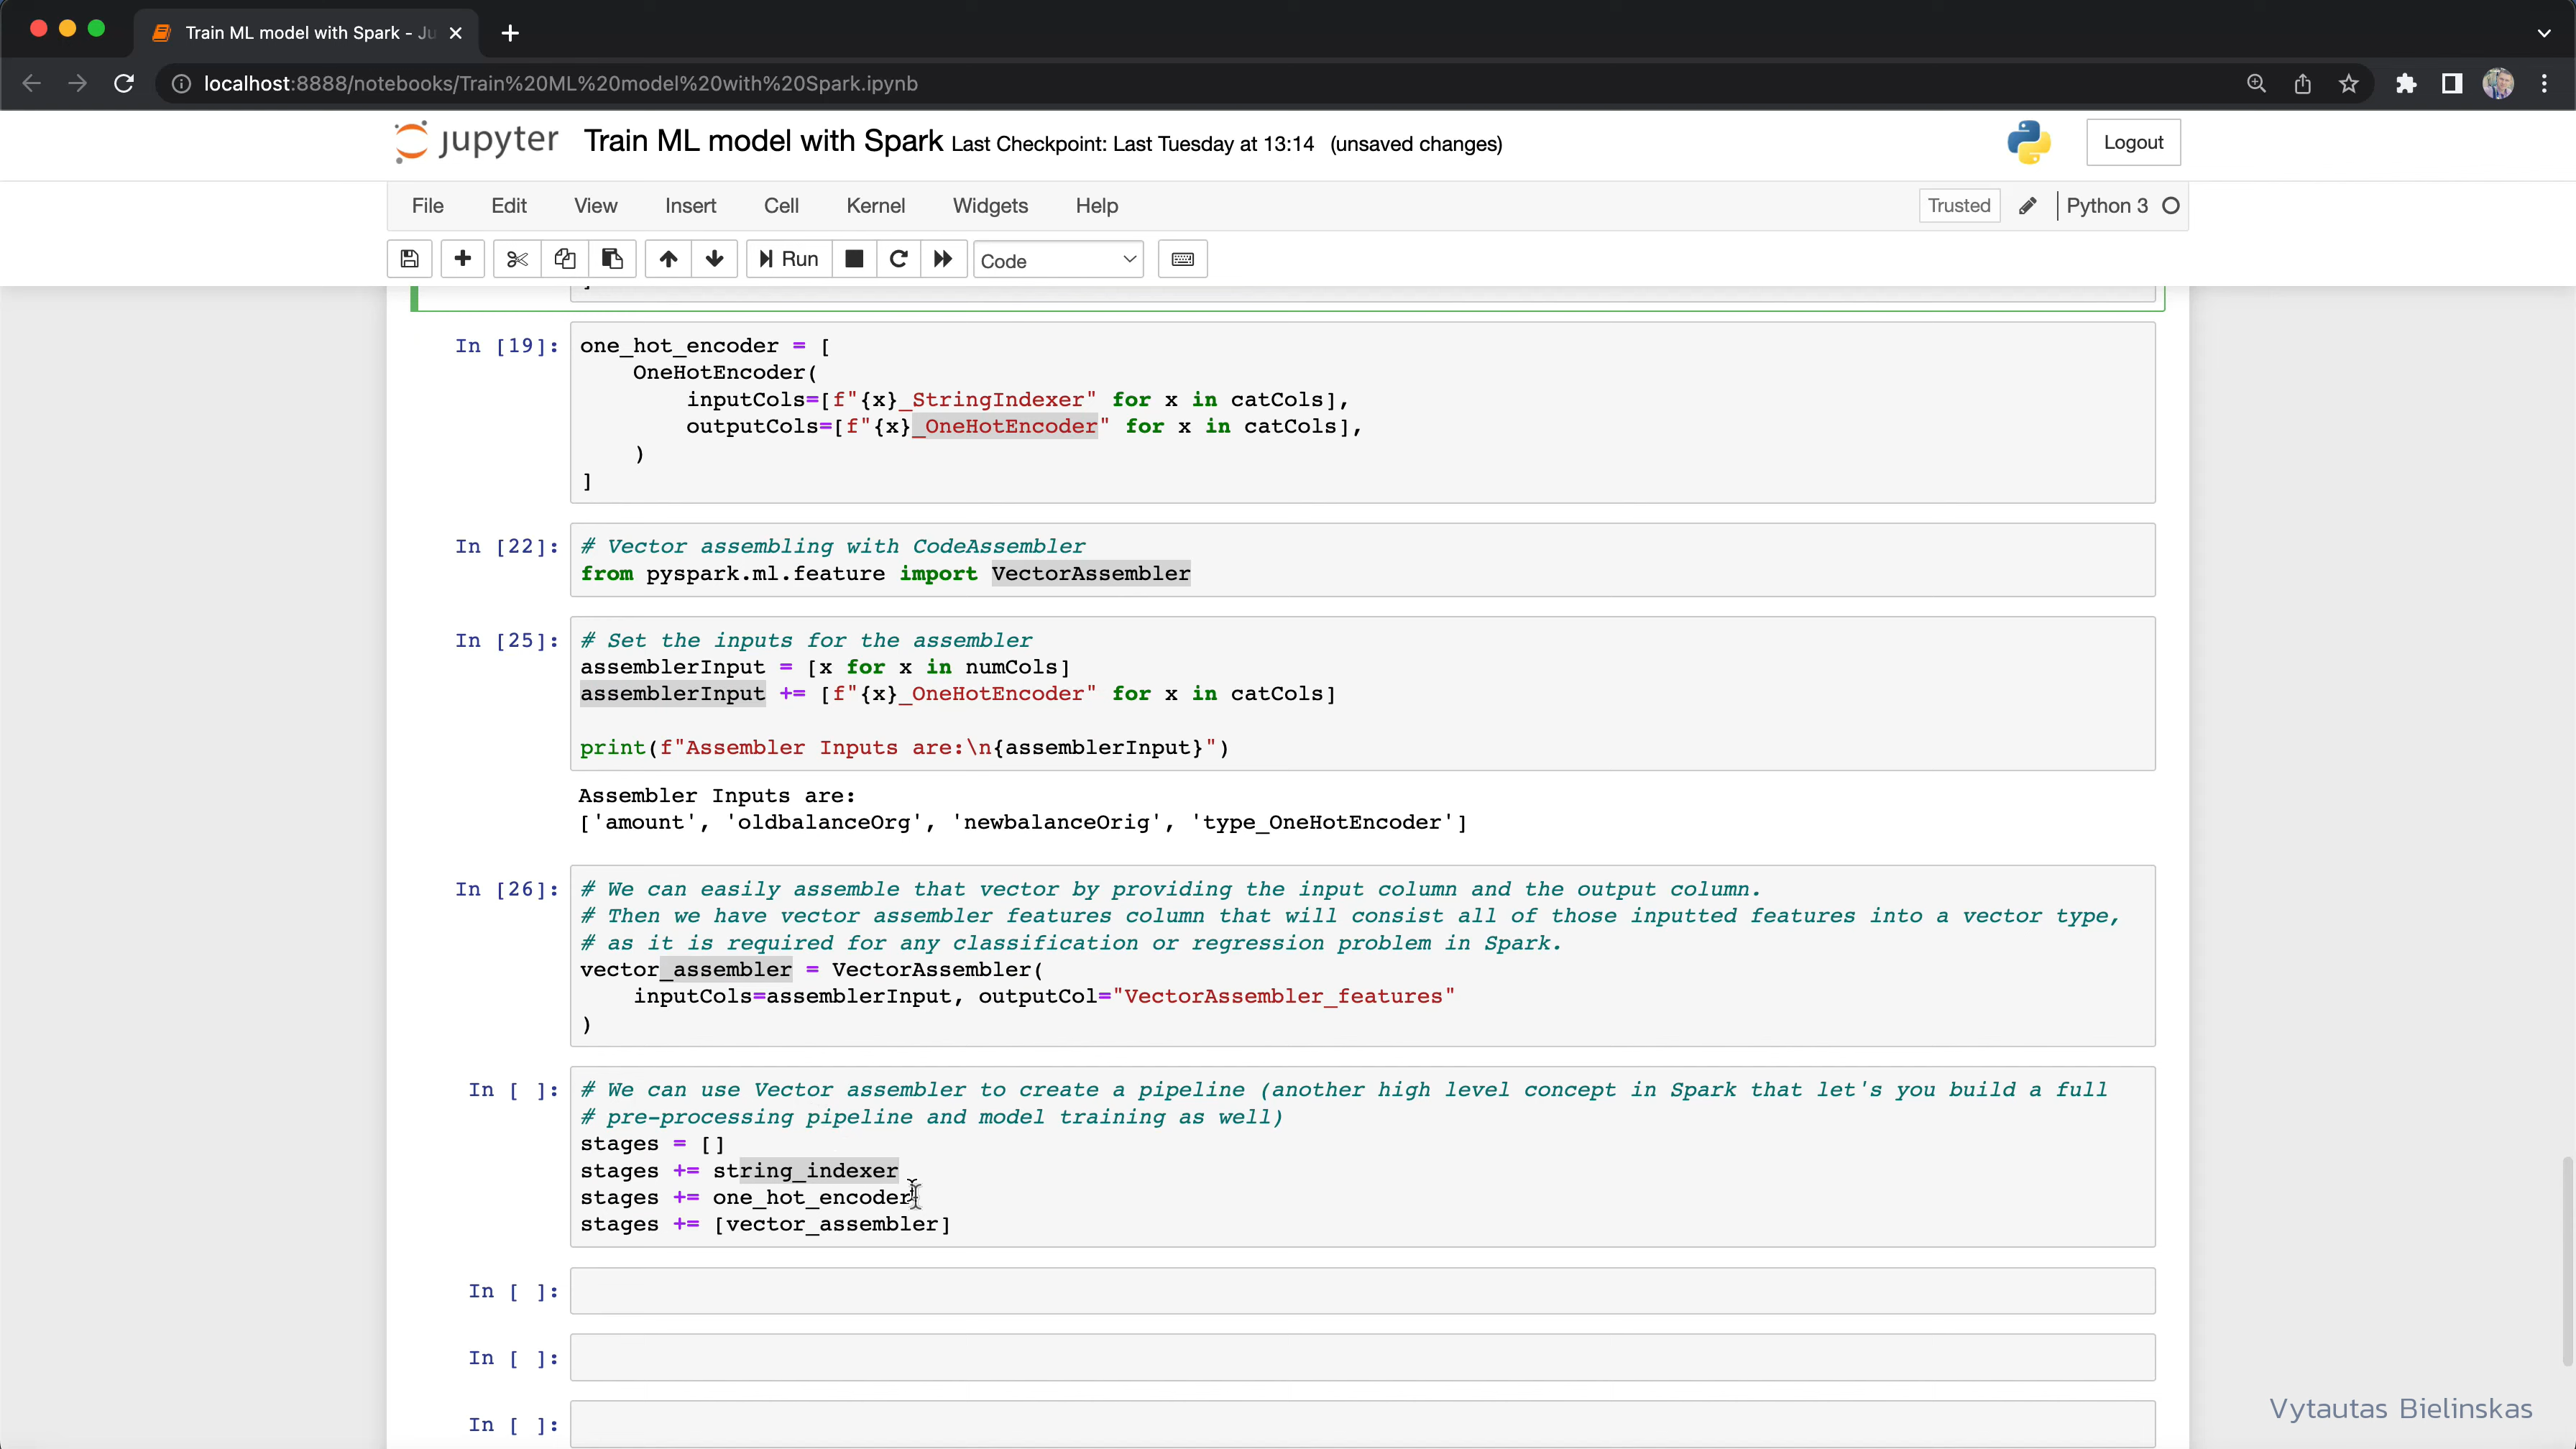 Train ML model with Spark - Ju
localhost:8888/notebooks/Train%20ML%20model%20with%20Spark.ipynb
jupyter Train ML model with Spark Last Checkpoint: Last Tuesday at 13:14 (unsaved changes)
Logout
File Edit View Insert Cell Kernel Widgets Help Trusted Python 3
Run Code
]
In [19]: one_hot_encoder = [
OneHotEncoder(
inputCols=[f"{x}_StringIndexer" for x in catCols],
outputCols=[f"{x}_OneHotEncoder" for x in catCols],
)
]
In [22]: # Vector assembling with CodeAssembler
from pyspark.ml.feature import VectorAssembler
In [25]: # Set the inputs for the assembler
assemblerInput = [x for x in numCols]
assemblerInput += [f"{x}_OneHotEncoder" for x in catCols]
print(f"Assembler Inputs are:\n{assemblerInput}")
Assembler Inputs are:
['amount', 'oldbalanceOrg', 'newbalanceOrig', 'type_OneHotEncoder']
In [26]: # We can easily assemble that vector by providing the input column and the output column.
# Then we have vector assembler features column that will consist all of those inputted features into a vector type,
# as it is required for any classification or regression problem in Spark.
vector_assembler = VectorAssembler(
inputCols=assemblerInput, outputCol="VectorAssembler_features"
)
In [ ]: # We can use Vector assembler to create a pipeline (another high level concept in Spark that let's you build a full
# pre-processing pipeline and model training as well)
stages = []
stages += string_indexer
stages += one_hot_encoder
stages += [vector_assembler]
In [ ]:
In [ ]:
In [ ]:
Vytautas Bielinskas